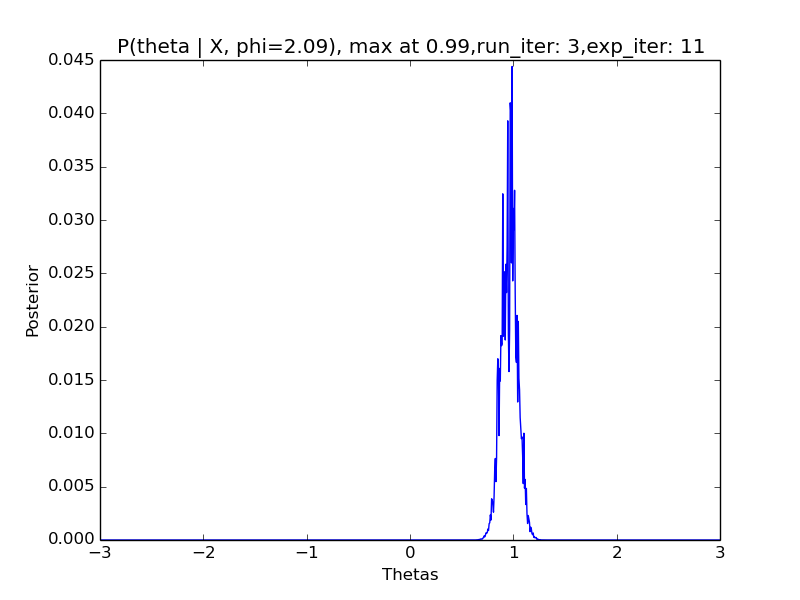 P(theta | X, phi=2.09), max at 0.99,run_iter: 3,exp_iter: 11
0.045
0.040
0.035
0.030
0.025
0.020
0.015
0.010
0.005
0.000
Posterior
−3 −2 −1 0 1 2 3
Thetas